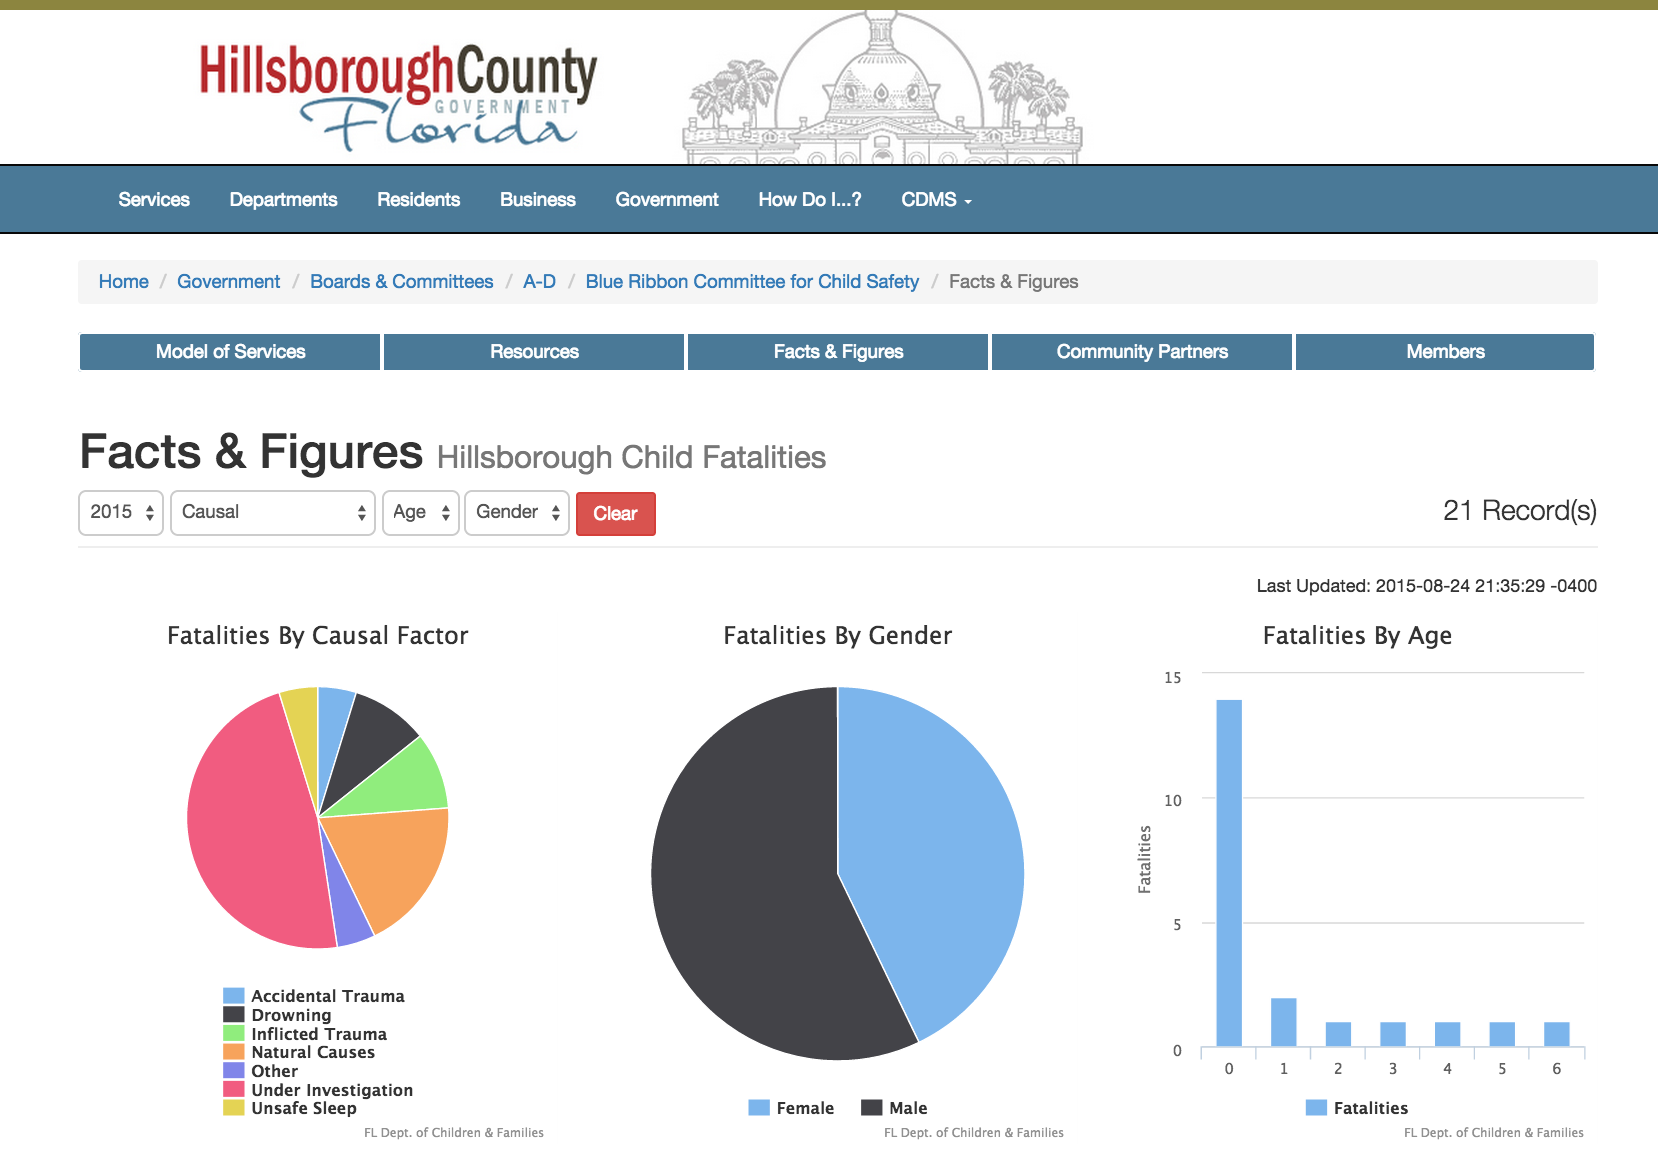 HillsboroughCounty
GOVERNMENT
Florida
Services Departments Residents Business Government How Do I...? CDMS
Home / Government / Boards & Committees / A-D / Blue Ribbon Committee for Child Safety / Facts & Figures
Model of Services Resources Facts & Figures Community Partners Members
Facts & Figures Hillsborough Child Fatalities
2015 Causal Age Gender Clear 21 Record(s)
Last Updated: 2015-08-24 21:35:29 -0400
Fatalities By Causal Factor
Accidental Trauma
Drowning
Inflicted Trauma
Natural Causes
Other
Under Investigation
Unsafe Sleep
FL Dept. of Children & Families
Fatalities By Gender
Female Male
FL Dept. of Children & Families
Fatalities By Age
15
10
5
0
Fatalities
0 1 2 3 4 5 6
Fatalities
FL Dept. of Children & Families